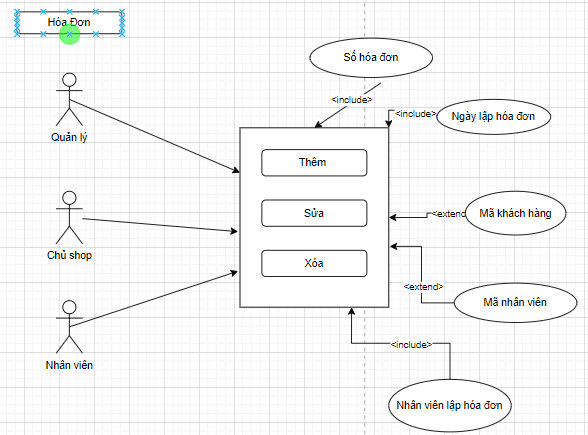 Hóa Đơn
Số hóa đơn
<include>
<include>
Ngày lập hóa đơn
Quản lý
Thêm
Sửa
Xóa
Chủ shop
<extend
Mã khách hàng
<extend>
Mã nhân viên
Nhân viên
<include>
Nhân viên lập hóa đơn